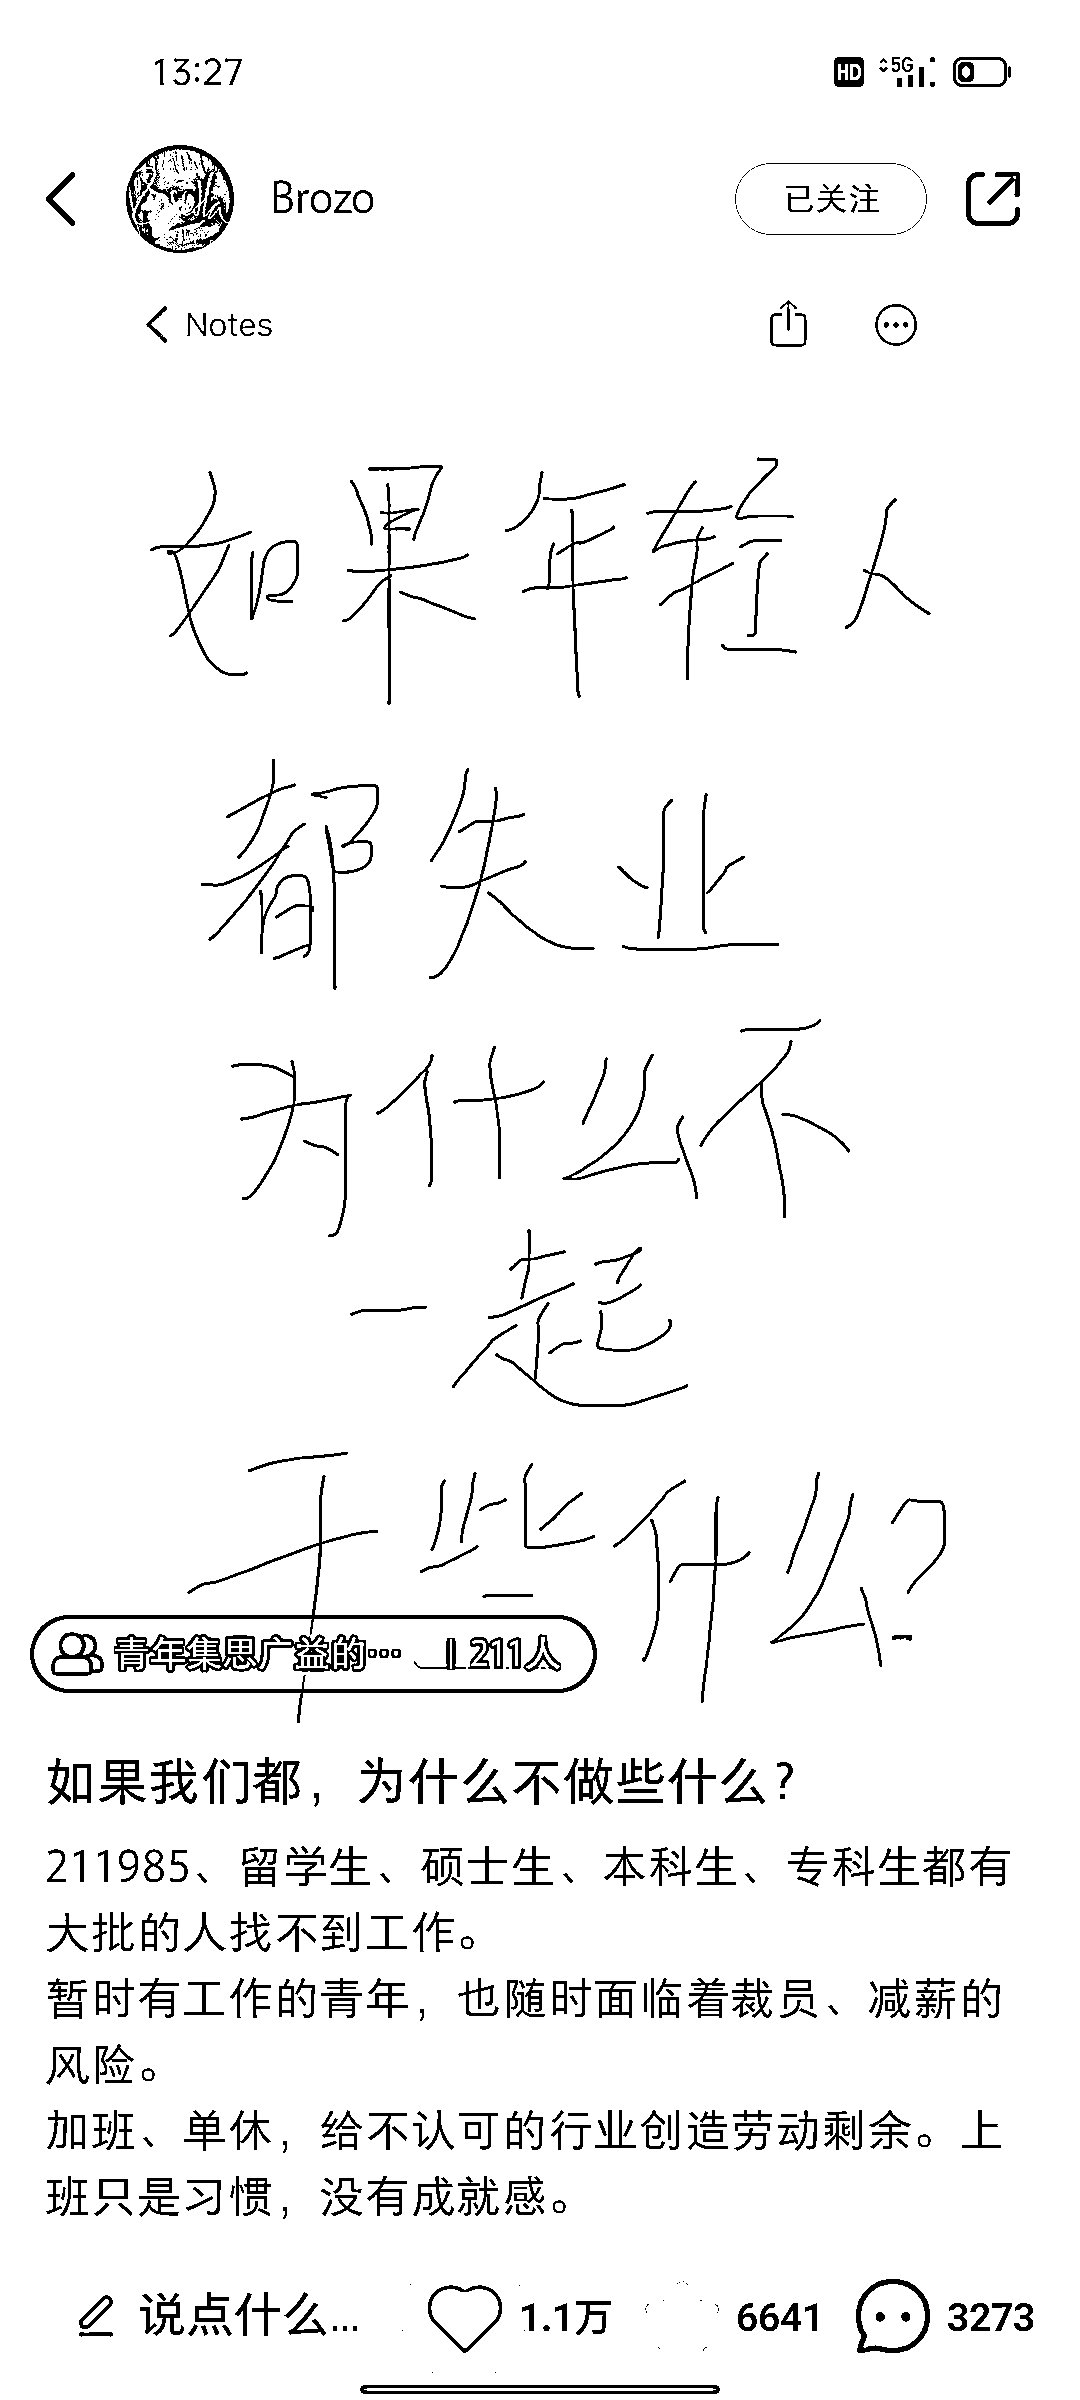 13:27
HD 5G
Brozo
已关注
Notes
如果年轻人
都失业
为什么不
一起
干些什么?
青年集思广益的… | 211人
如果我们都，为什么不做些什么？
211985、留学生、硕士生、本科生、专科生都有
大批的人找不到工作。
暂时有工作的青年，也随时面临着裁员、减薪的
风险。
加班、单休，给不认可的行业创造劳动剩余。上
班只是习惯，没有成就感。
说点什么...
1.1万
6641
3273